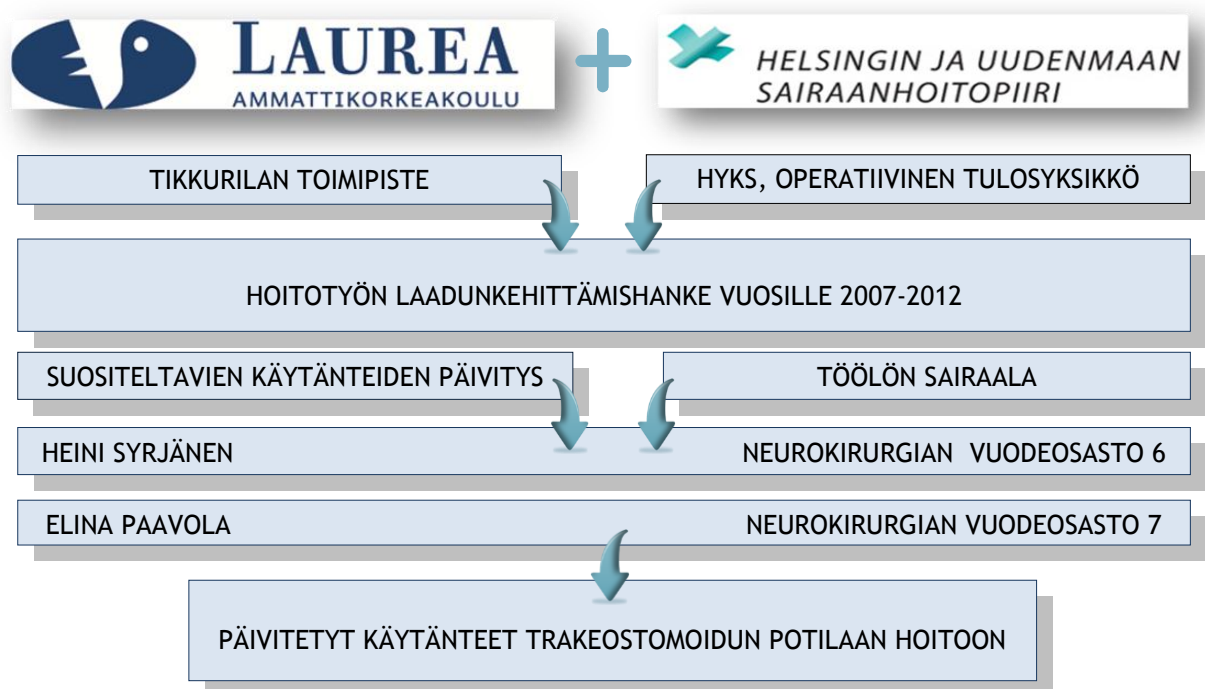 LAUREA
AMMATTIKORKEAKOULU
+
HELSINGIN JA UUDENMAAN
SAIRAANHOITOPIIRI
TIKKURILAN TOIMIPISTE
HYKS, OPERATIIVINEN TULOSYKSIKKÖ
HOITOTYÖN LAADUNKEHITTÄMISHANKE VUOSILLE 2007-2012
SUOSITELTAVIEN KÄYTÄNTEIDEN PÄIVITYS
TÖÖLÖN SAIRAALA
HEINI SYRJÄNEN
NEUROKIRURGIAN VUODEOSASTO 6
ELINA PAAVOLA
NEUROKIRURGIAN VUODEOSASTO 7
PÄIVITETYT KÄYTÄNTEET TRAKEOSTOMOIDUN POTILAAN HOITOON